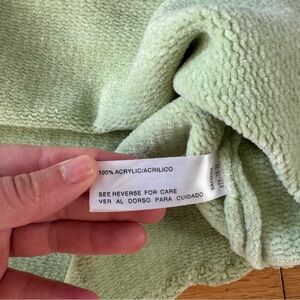 100% ACRYLIC/ACRILICO
SEE REVERSE FOR CARE
VER AL DORSO PARA CUIDADO